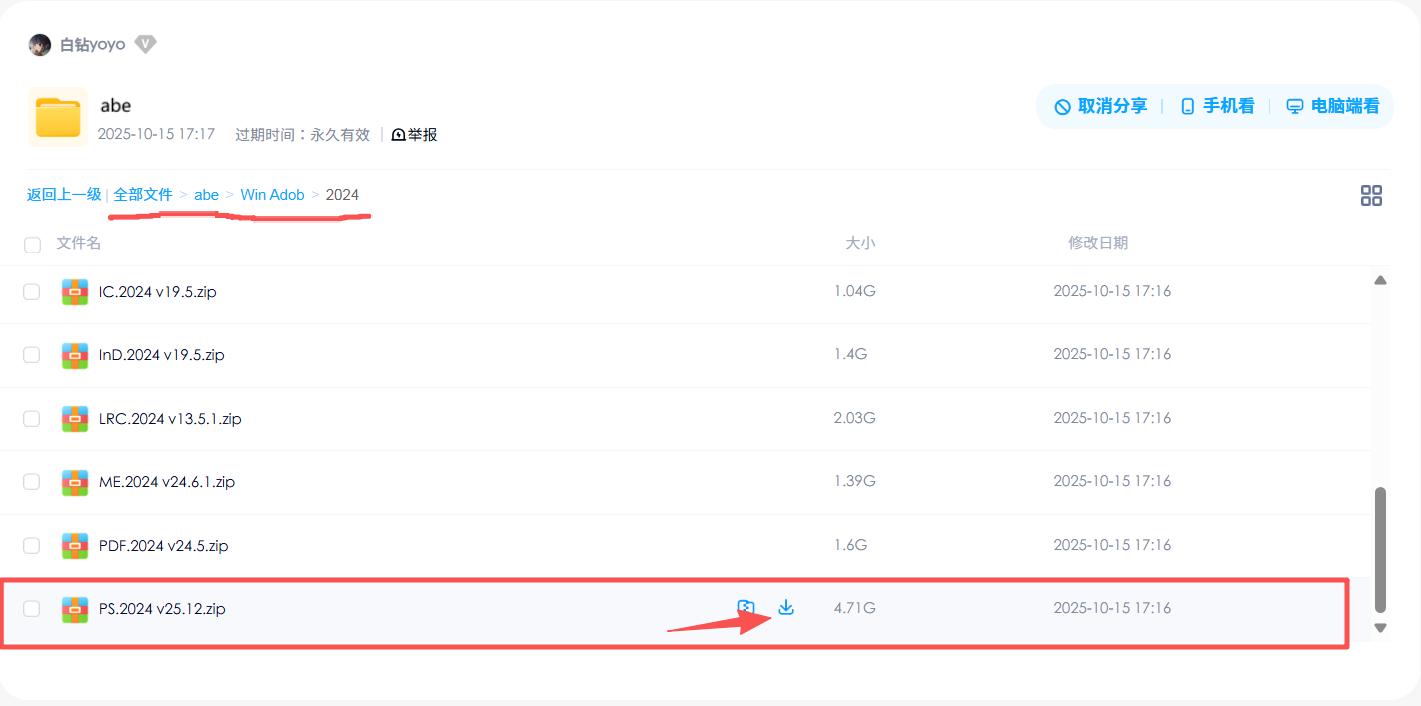 白钻yoyo V
abe
2025-10-15 17:17 过期时间：永久有效 | 举报
取消分享 | 手机看 | 电脑端看
返回上一级 | 全部文件 > abe > Win Adob > 2024
文件名 大小 修改日期
IC.2024 v19.5.zip 1.04G 2025-10-15 17:16
InD.2024 v19.5.zip 1.4G 2025-10-15 17:16
LRC.2024 v13.5.1.zip 2.03G 2025-10-15 17:16
ME.2024 v24.6.1.zip 1.39G 2025-10-15 17:16
PDF.2024 v24.5.zip 1.6G 2025-10-15 17:16
PS.2024 v25.12.zip 4.71G 2025-10-15 17:16